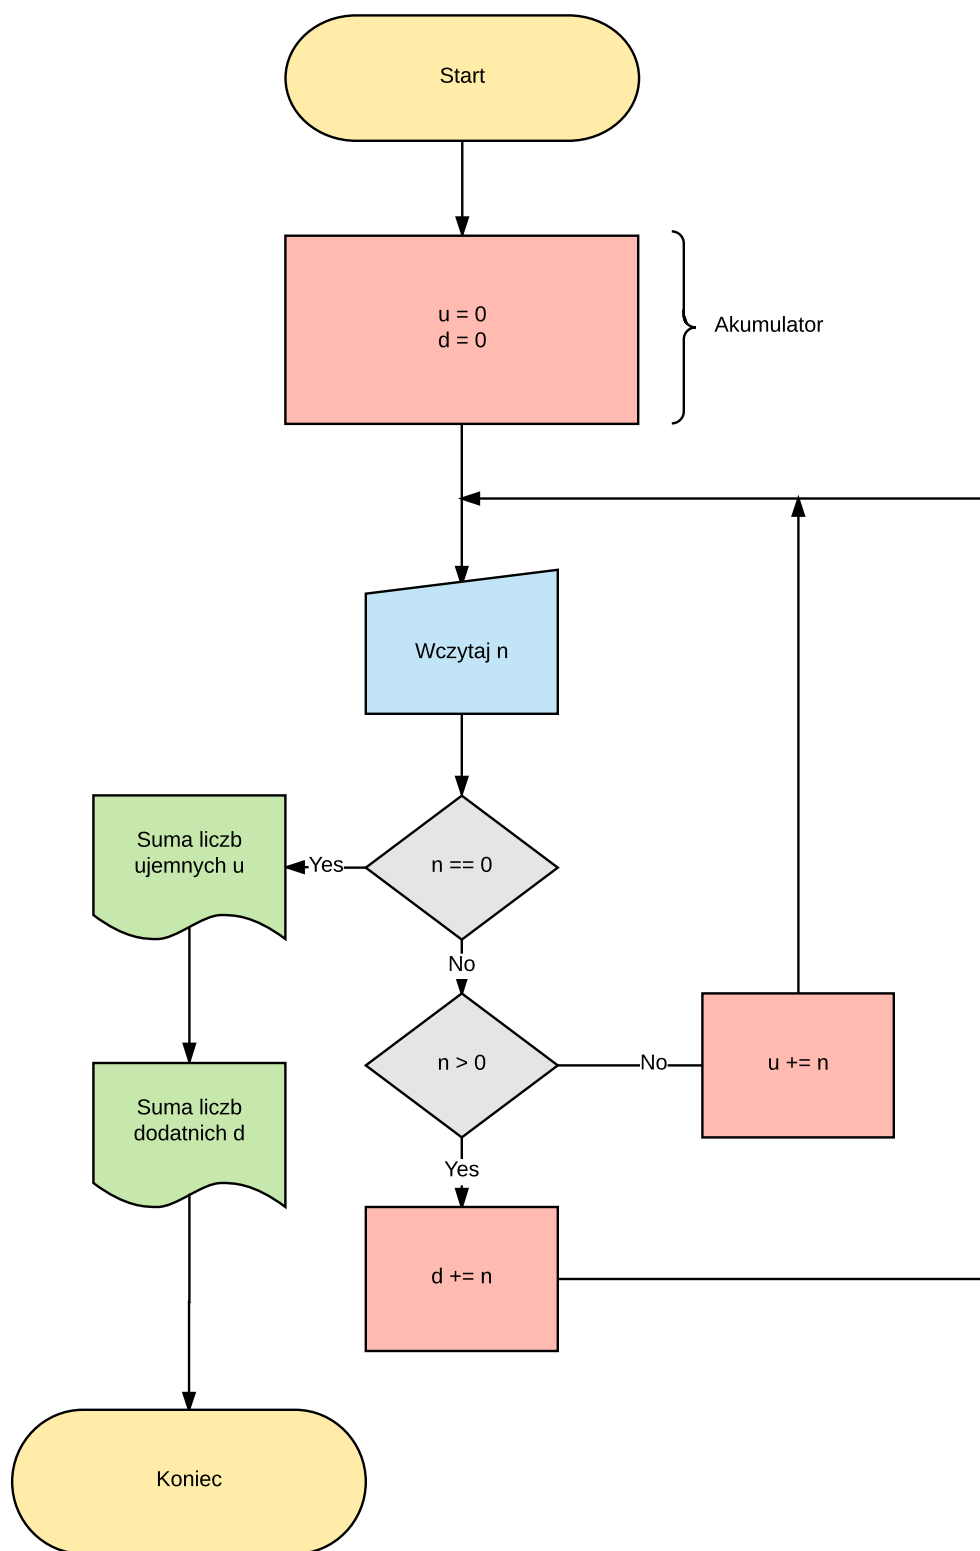 Start
u = 0
d = 0
Akumulator
Wczytaj n
Suma liczb
ujemnych u
Yes
n == 0
No
n > 0
No
u += n
Suma liczb
dodatnich d
Yes
d += n
Koniec